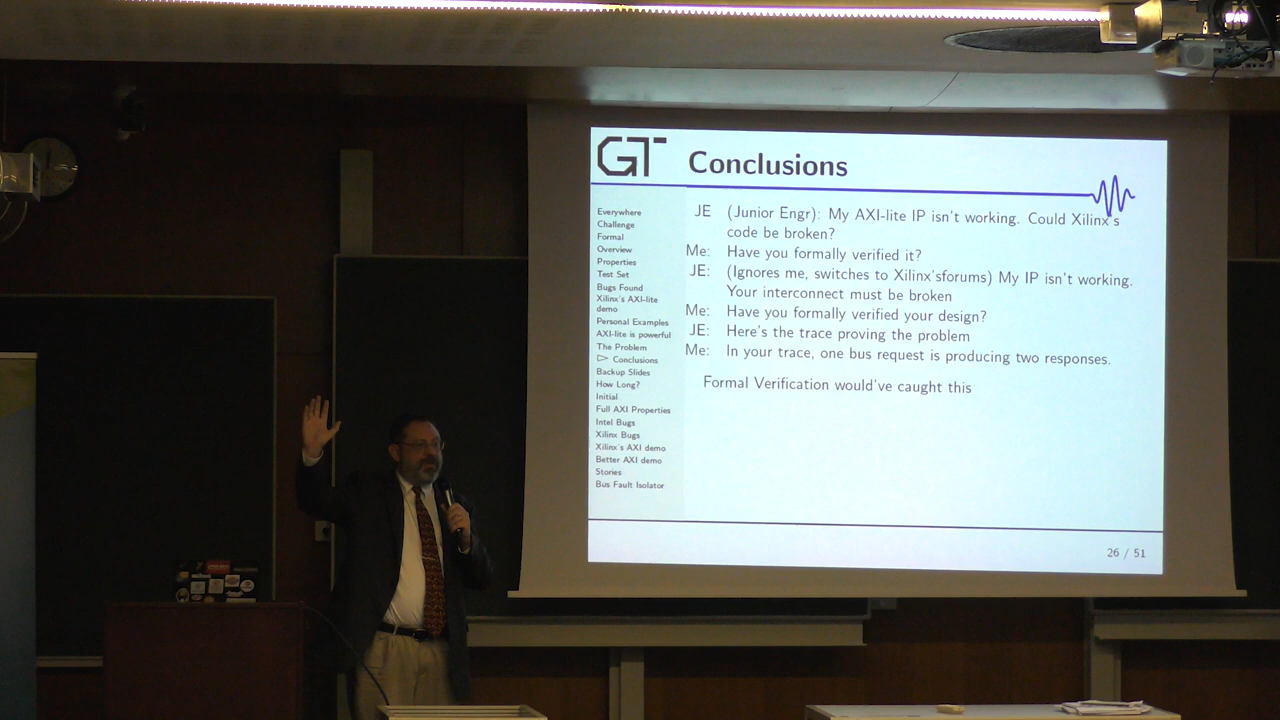 GT
Conclusions
Everywhere
Challenge
Formal
Overview
Properties
Test Set
Bugs Found
Xilinx's AXI-lite
demo
Personal Examples
AXI-lite is powerful
The Problem
▷ Conclusions
Backup Slides
How Long?
Initial
Full AXI Properties
Intel Bugs
Xilinx Bugs
Xilinx's AXI demo
Better AXI demo
Stories
Bus Fault Isolator
JE (Junior Engr): My AXI-lite IP isn't working. Could Xilinx's
code be broken?
Me: Have you formally verified it?
JE: (Ignores me, switches to Xilinx'sforums) My IP isn't working.
Your interconnect must be broken
Me: Have you formally verified your design?
JE: Here's the trace proving the problem
Me: In your trace, one bus request is producing two responses.
Formal Verification would've caught this
26 / 51